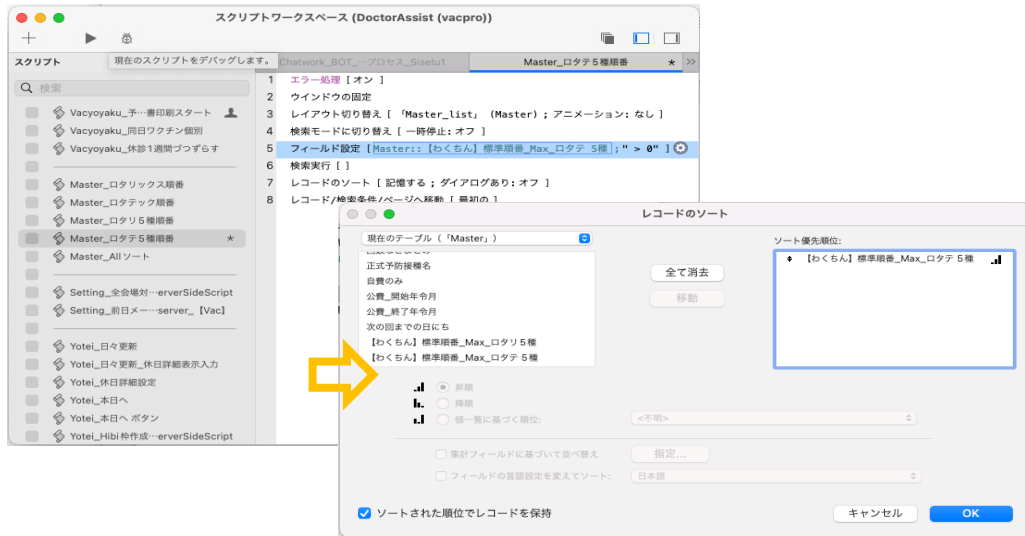 スクリプトワークスペース (DoctorAssist (vacpro))
スクリプト
現在のスクリプトをデバッグします。
Chatwork_BOT_…プロセス_Sisetu1
Master_ロタテ5種順番 *
検索
Vacyoyaku_予…書印刷スタート
Vacyoyaku_同日ワクチン個別
Vacyoyaku_休診1週間づつずらす
Master_ロタリックス順番
Master_ロタテック順番
Master_ロタリ5種順番
Master_ロタテ5種順番 *
Master_Allソート
Setting_全会場対…erverSideScript
Setting_前日メー…server_【Vac】
Yotei_日々更新
Yotei_日々更新_休日詳細表示入力
Yotei_休日詳細設定
Yotei_本日へ
Yotei_本日へ ボタン
Yotei_Hibi枠作成…erverSideScript
1 エラー処理 [ オン ]
2 ウインドウの固定
3 レイアウト切り替え [ 「Master_list」 (Master) ; アニメーション: なし ]
4 検索モードに切り替え [ 一時停止: オフ ]
5 フィールド設定 [ Master::【わくちん】標準順番_Max_ロタテ 5種 ; " > 0" ]
6 検索実行 [ ]
7 レコードのソート [ 記憶する ; ダイアログあり: オフ ]
8 レコード/検索条件/ページへ移動 [ 最初の ]
レコードのソート
現在のテーブル (「Master」)
正式予防接種名
自費のみ
公費_開始年令月
公費_終了年令月
次の回までの日にち
【わくちん】標準順番_Max_ロタリ5種
【わくちん】標準順番_Max_ロタテ 5種
全て消去
移動
ソート優先順位:
【わくちん】標準順番_Max_ロタテ 5種
昇順
降順
値一覧に基づく順位:
<不明>
集計フィールドに基づいて並べ替え
指定...
フィールドの言語設定を変えてソート:
日本語
ソートされた順位でレコードを保持
キャンセル
OK